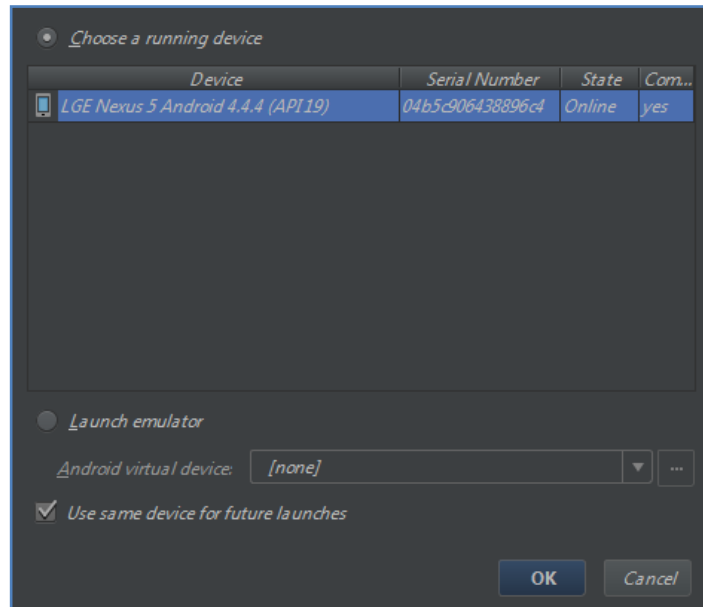 Choose a running device
Device Serial Number State Com...
LGE Nexus 5 Android 4.4.4 (API 19) 04b5c906438896c4 Online yes
Launch emulator
Android virtual device: [none] ...
Use same device for future launches
OK Cancel